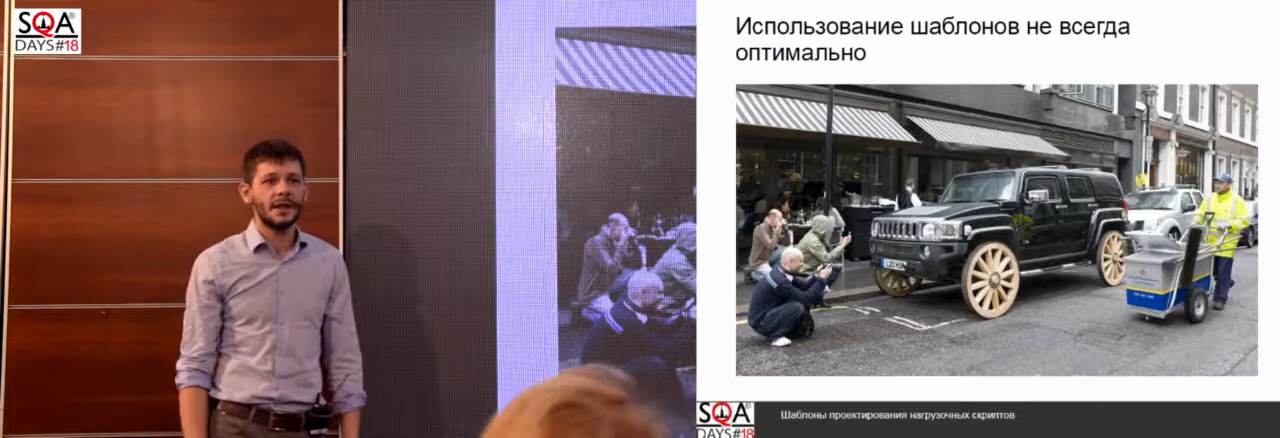 SQA
DAYS#18
Использование шаблонов не всегда
оптимально
SQA
DAYS#18
Шаблоны проектирования нагрузочных скриптов